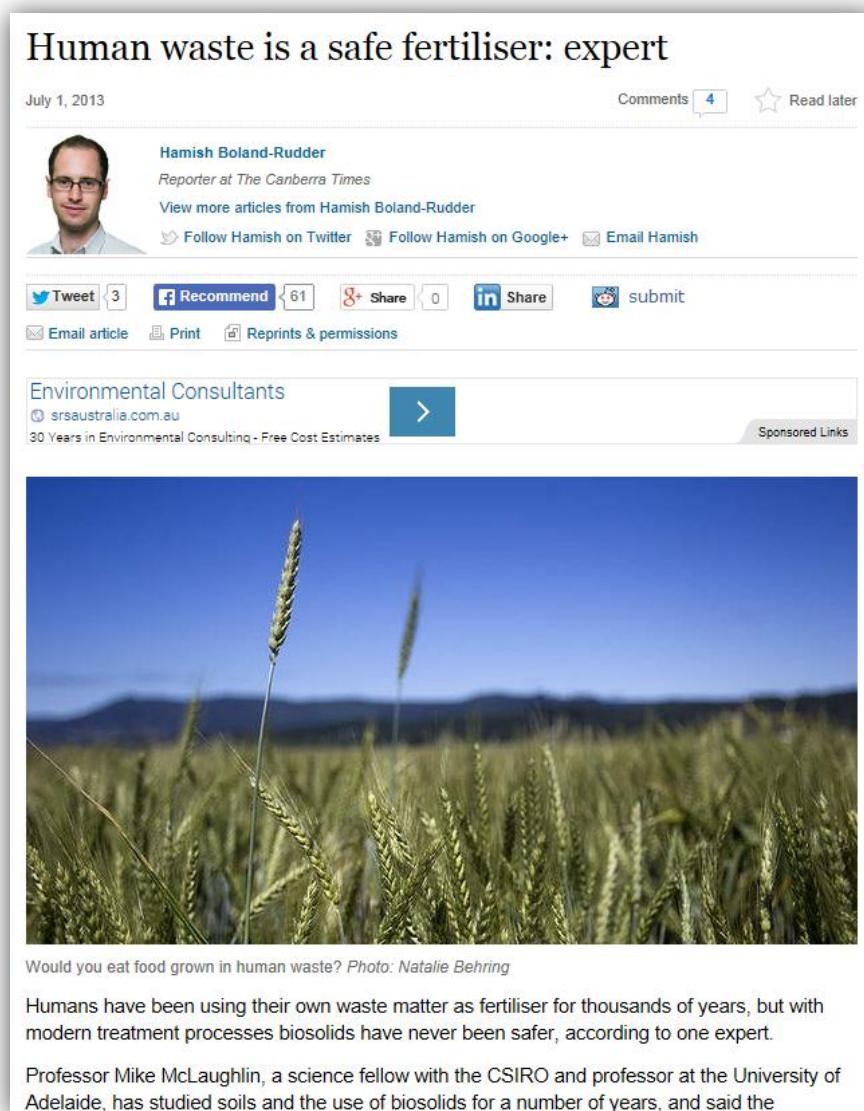 Human waste is a safe fertiliser: expert
July 1, 2013
Comments 4 Read later
Hamish Boland-Rudder
Reporter at The Canberra Times
View more articles from Hamish Boland-Rudder
Follow Hamish on Twitter Follow Hamish on Google+ Email Hamish
Tweet 3 Recommend 61 Share 0 Share submit
Email article Print Reprints & permissions
Environmental Consultants
srsaustralia.com.au
30 Years in Environmental Consulting - Free Cost Estimates
Sponsored Links
Would you eat food grown in human waste? Photo: Natalie Behring
Humans have been using their own waste matter as fertiliser for thousands of years, but with
modern treatment processes biosolids have never been safer, according to one expert.
Professor Mike McLaughlin, a science fellow with the CSIRO and professor at the University of
Adelaide, has studied soils and the use of biosolids for a number of years, and said the